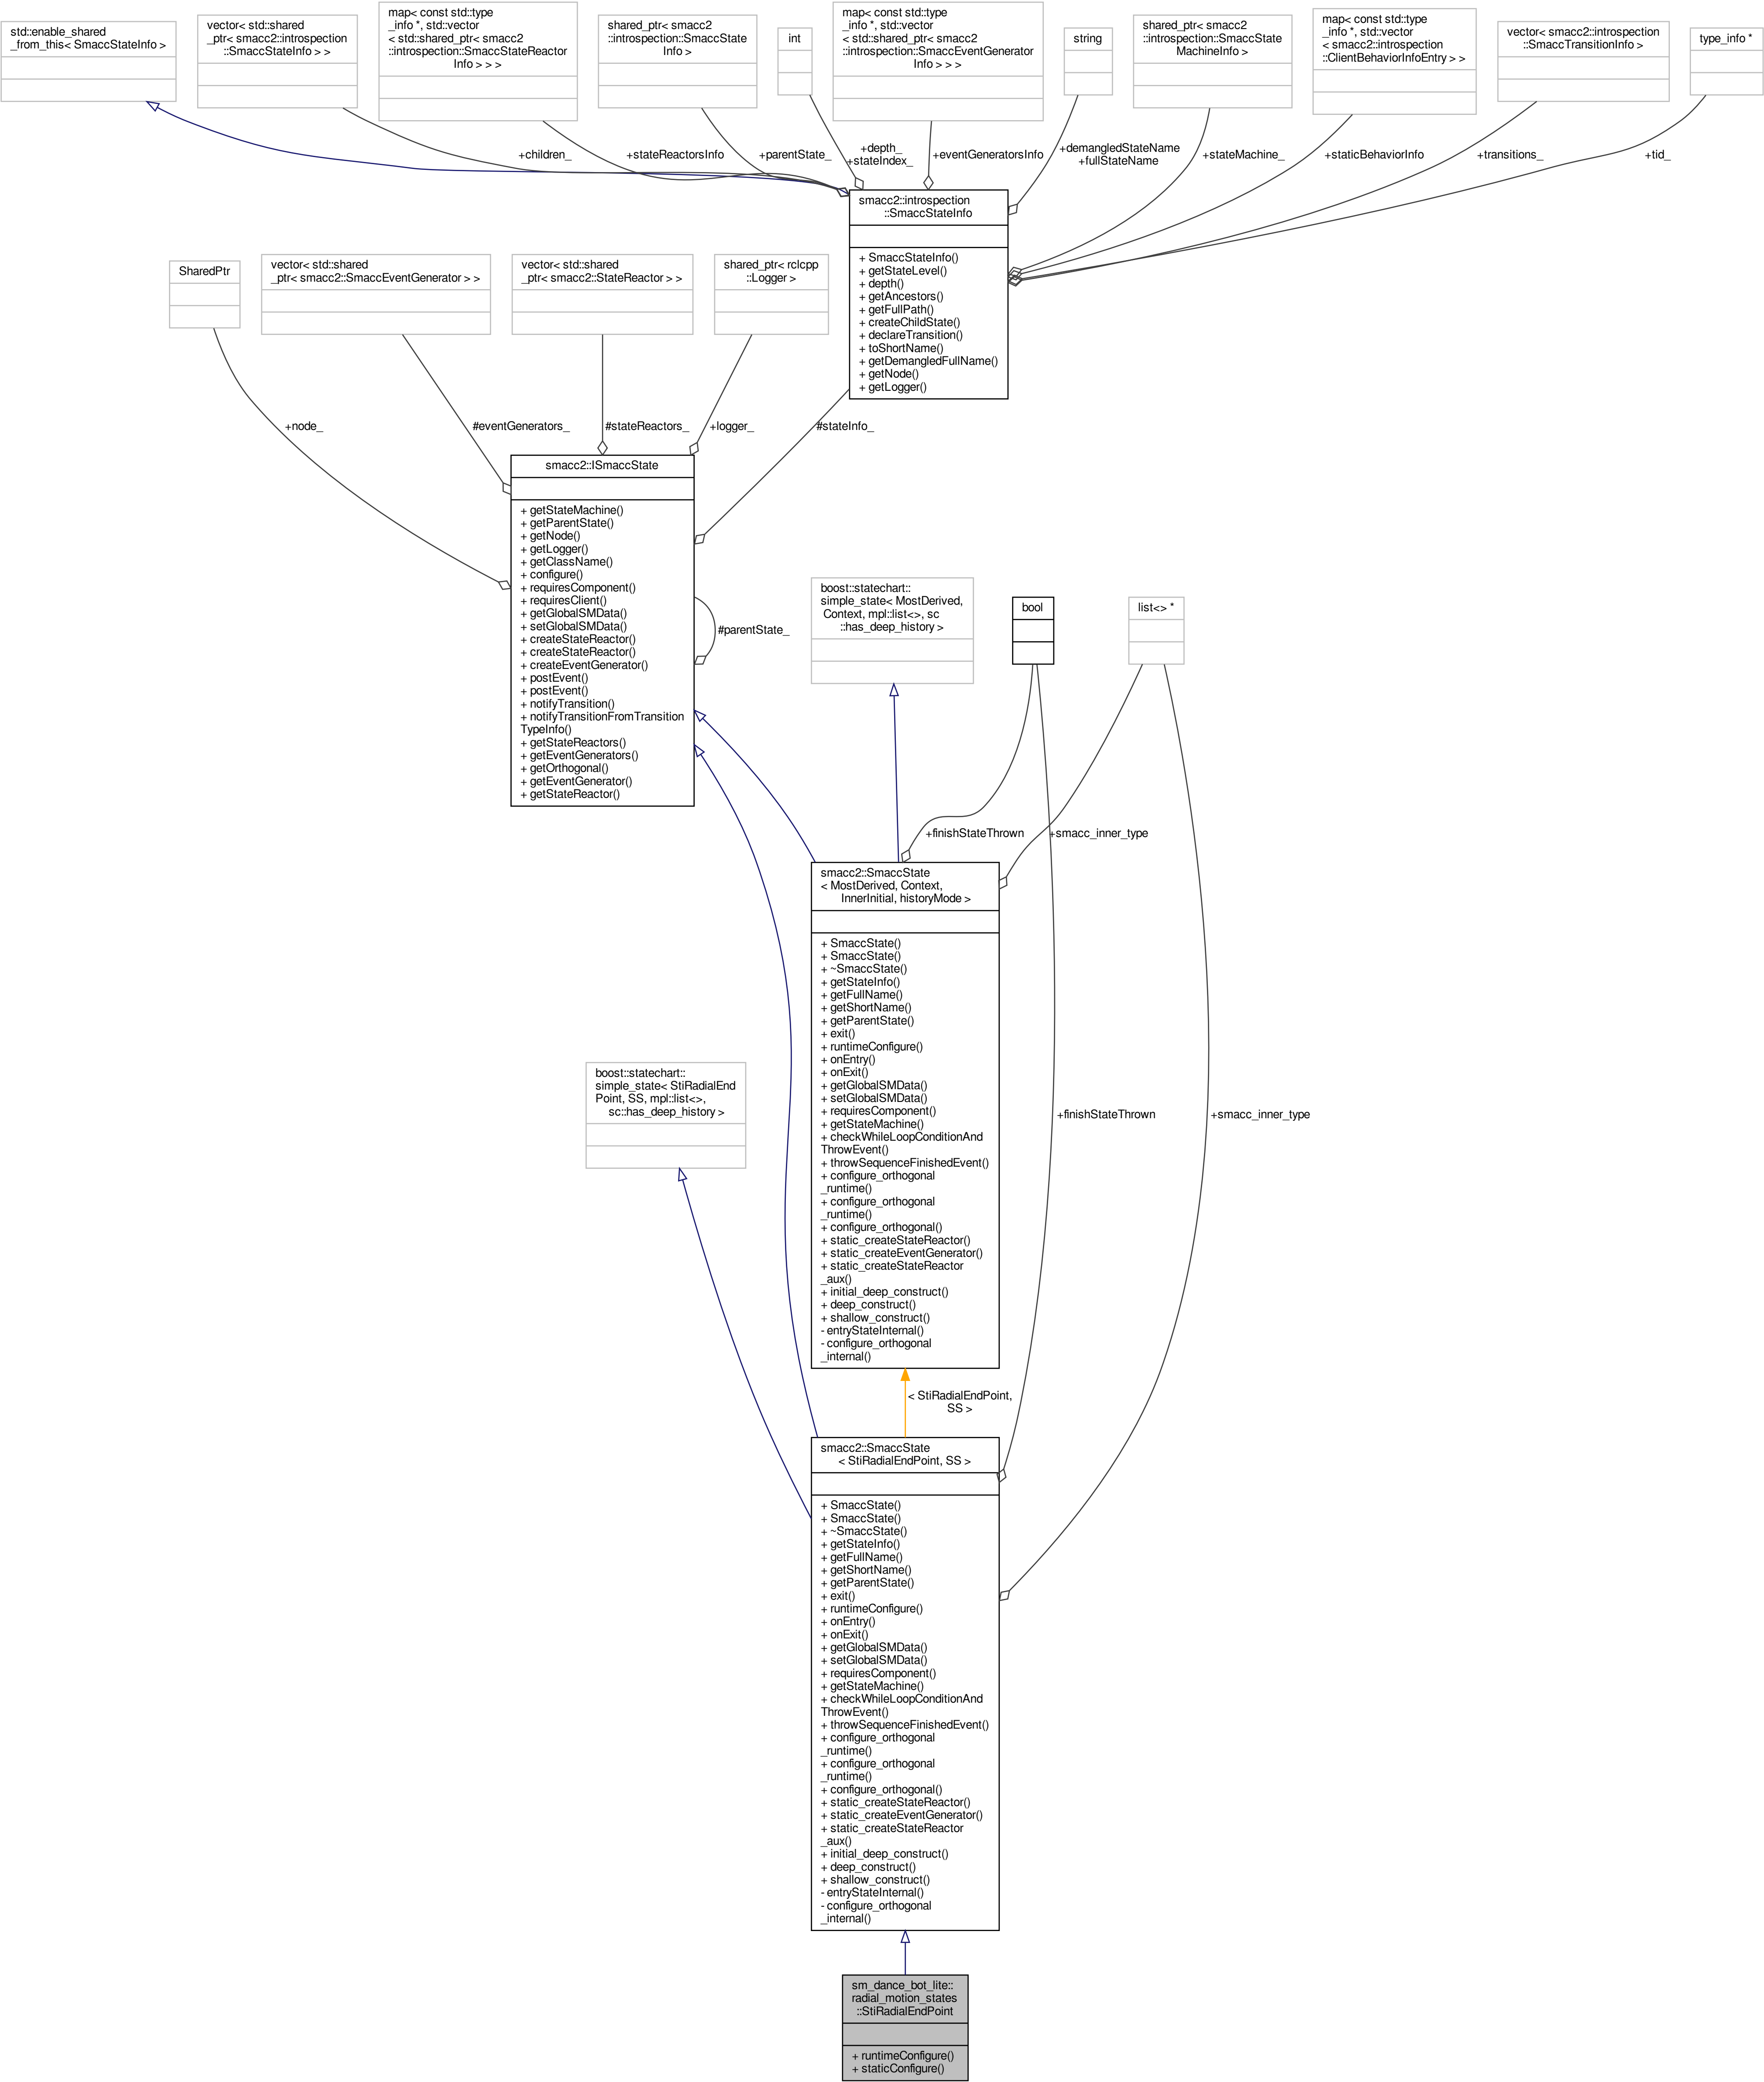 std::enable_shared
_from_this< SmaccStateInfo >
vector< std::shared
_ptr< smacc2::introspection
::SmaccStateInfo > >
map< const std::type
_info *, std::vector
< std::shared_ptr< smacc2
::introspection::SmaccStateReactor
Info > > >
shared_ptr< smacc2
::introspection::SmaccState
Info >
int
map< const std::type
_info *, std::vector
< std::shared_ptr< smacc2
::introspection::SmaccEventGenerator
Info > > >
string
shared_ptr< smacc2
::introspection::SmaccState
MachineInfo >
map< const std::type
_info *, std::vector
< smacc2::introspection
::ClientBehaviorInfoEntry > >
vector< smacc2::introspection
::SmaccTransitionInfo >
type_info *
+children_
+stateReactorsInfo
+parentState_
+depth_
+stateIndex_
+eventGeneratorsInfo
+demangledStateName
+fullStateName
+stateMachine_
+staticBehaviorInfo
+transitions_
+tid_
smacc2::introspection
::SmaccStateInfo
+ SmaccStateInfo()
+ getStateLevel()
+ depth()
+ getAncestors()
+ getFullPath()
+ createChildState()
+ declareTransition()
+ toShortName()
+ getDemangledFullName()
+ getNode()
+ getLogger()
SharedPtr
vector< std::shared
_ptr< smacc2::SmaccEventGenerator > >
vector< std::shared
_ptr< smacc2::StateReactor > >
shared_ptr< rclcpp
::Logger >
+node_
#eventGenerators_
#stateReactors_
+logger_
#stateInfo_
smacc2::ISmaccState
+ getStateMachine()
+ getParentState()
+ getNode()
+ getLogger()
+ getClassName()
+ configure()
+ requiresComponent()
+ requiresClient()
+ getGlobalSMData()
+ setGlobalSMData()
+ createStateReactor()
+ createStateReactor()
+ createEventGenerator()
+ postEvent()
+ postEvent()
+ notifyTransition()
+ notifyTransitionFromTransition
TypeInfo()
+ getStateReactors()
+ getEventGenerators()
+ getOrthogonal()
+ getEventGenerator()
+ getStateReactor()
#parentState_
boost::statechart::
simple_state< MostDerived,
Context, mpl::list<>, sc
::has_deep_history >
bool
list<> *
+finishStateThrown
+smacc_inner_type
smacc2::SmaccState
< MostDerived, Context,
InnerInitial, historyMode >
+ SmaccState()
+ SmaccState()
+ ~SmaccState()
+ getStateInfo()
+ getFullName()
+ getShortName()
+ getParentState()
+ exit()
+ runtimeConfigure()
+ onEntry()
+ onExit()
+ getGlobalSMData()
+ setGlobalSMData()
+ requiresComponent()
+ getStateMachine()
+ checkWhileLoopConditionAnd
ThrowEvent()
+ throwSequenceFinishedEvent()
+ configure_orthogonal
_runtime()
+ configure_orthogonal
_runtime()
+ configure_orthogonal()
+ static_createStateReactor()
+ static_createEventGenerator()
+ static_createStateReactor
_aux()
+ initial_deep_construct()
+ deep_construct()
+ shallow_construct()
- entryStateInternal()
- configure_orthogonal
_internal()
boost::statechart::
simple_state< StiRadialEnd
Point, SS, mpl::list<>,
sc::has_deep_history >
+finishStateThrown
+smacc_inner_type
< StiRadialEndPoint,
SS >
smacc2::SmaccState
< StiRadialEndPoint, SS >
+ SmaccState()
+ SmaccState()
+ ~SmaccState()
+ getStateInfo()
+ getFullName()
+ getShortName()
+ getParentState()
+ exit()
+ runtimeConfigure()
+ onEntry()
+ onExit()
+ getGlobalSMData()
+ setGlobalSMData()
+ requiresComponent()
+ getStateMachine()
+ checkWhileLoopConditionAnd
ThrowEvent()
+ throwSequenceFinishedEvent()
+ configure_orthogonal
_runtime()
+ configure_orthogonal
_runtime()
+ configure_orthogonal()
+ static_createStateReactor()
+ static_createEventGenerator()
+ static_createStateReactor
_aux()
+ initial_deep_construct()
+ deep_construct()
+ shallow_construct()
- entryStateInternal()
- configure_orthogonal
_internal()
sm_dance_bot_lite::
radial_motion_states
::StiRadialEndPoint
+ runtimeConfigure()
+ staticConfigure()